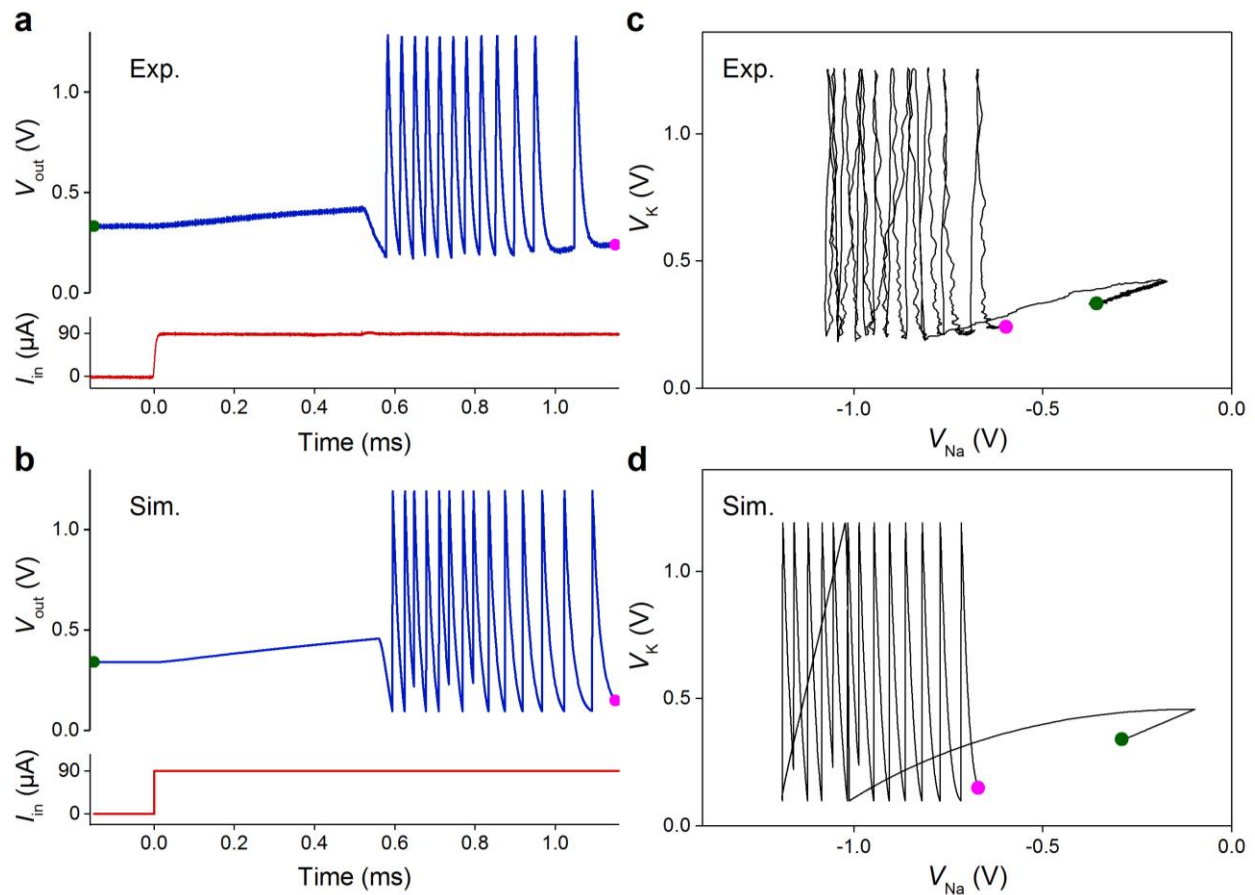 a
Exp.
1.0
0.5
0.0
V_out (V)
90
0
I_in (μA)
0.0 0.2 0.4 0.6 0.8 1.0
Time (ms)
b
Sim.
1.0
0.5
0.0
V_out (V)
90
0
I_in (μA)
0.0 0.2 0.4 0.6 0.8 1.0
Time (ms)
c
Exp.
1.0
0.5
0.0
V_K (V)
-1.0 -0.5 0.0
V_Na (V)
d
Sim.
1.0
0.5
0.0
V_K (V)
-1.0 -0.5 0.0
V_Na (V)